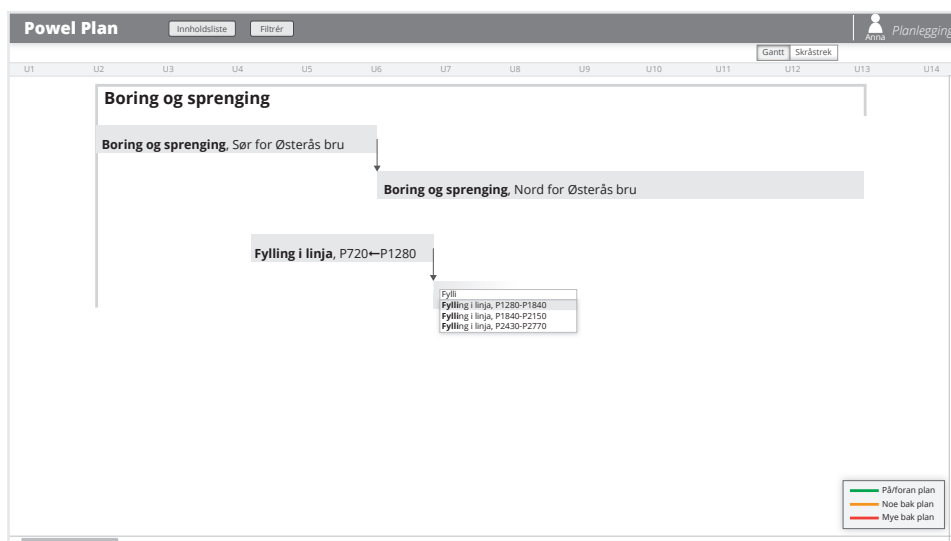 Powel Plan
Innholdsliste
Filtrér
Anna
Planlegging
Gantt
Skråstrek
U1 U2 U3 U4 U5 U6 U7 U8 U9 U10 U11 U12 U13 U14
Boring og sprenging
Boring og sprenging, Sør for Østerås bru
Boring og sprenging, Nord for Østerås bru
Fylling i linja, P720←P1280
Fylli
Fylling i linja, P1280-P1840
Fylling i linja, P1840-P2150
Fylling i linja, P2430-P2770
På/foran plan
Noe bak plan
Mye bak plan